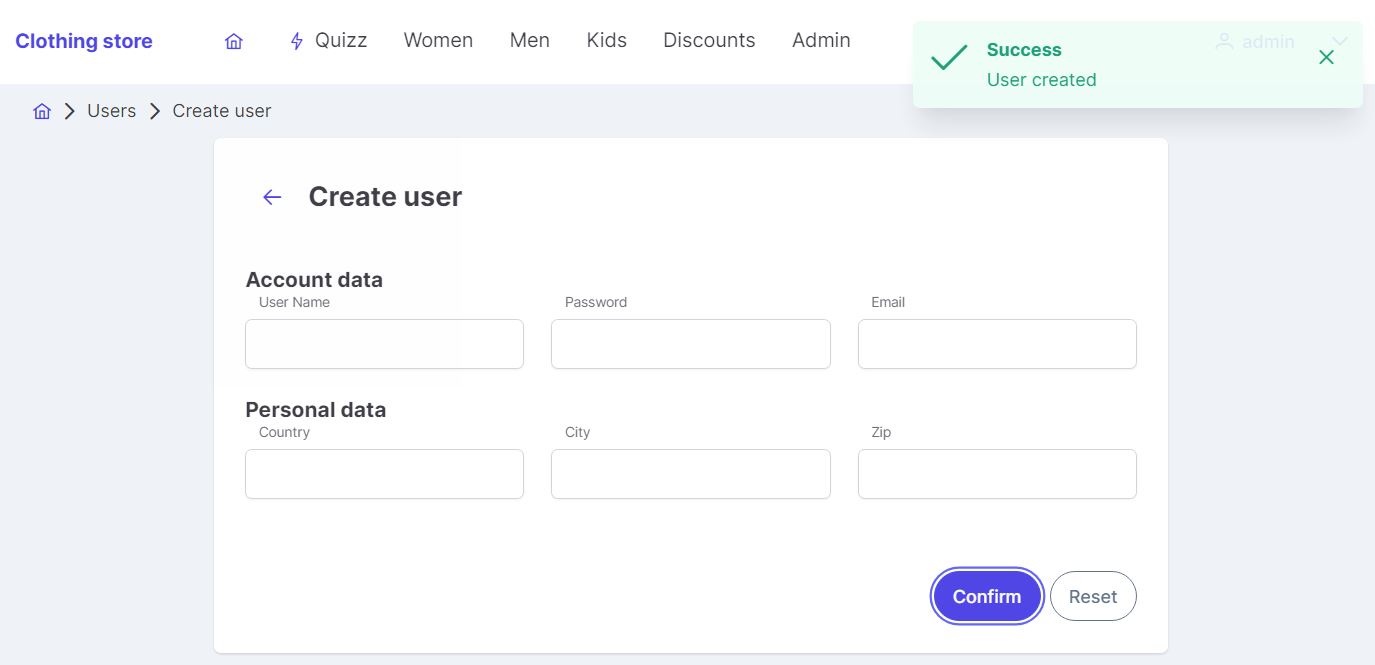 Clothing store Quizz Women Men Kids Discounts Admin admin
Success
User created
Users Create user
Create user
Account data
User Name Password Email
Personal data
Country City Zip
Confirm Reset